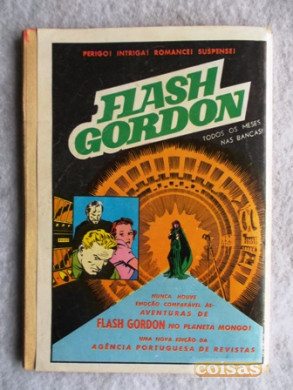 PERIGO! INTRIGA! ROMANCE! SUSPENSE!
FLASH
GORDON
TODOS OS MESES
NAS BANCAS!
NUNCA HOUVE
EMOÇÃO COMPARÁVEL ÀS
AVENTURAS DE
FLASH GORDON NO PLANETA MONGO!
UMA NOVA EDIÇÃO DA
AGÊNCIA PORTUGUESA DE REVISTAS
coisas